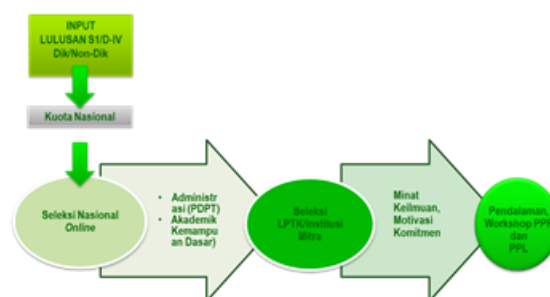 INPUT
LULUSAN S1/D-IV
Dik/Non-Dik
Kuota Nasional
Seleksi Nasional
Online
• Administr
asi (PDPT)
• Akademik
Kemampu
an Dasar)
Seleksi
LPTK/Institusi
Mitra
Minat
Keilmuan,
Motivasi
Komitmen
Pendalaman,
Workshop PPP
dan
PPL